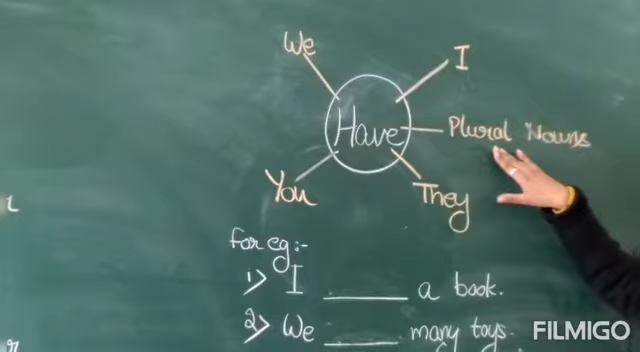 We
I
Have
Plural Nouns
You
They
for eg:-
1> I ______ a book.
2> We ______ many toys.
FILMIGO